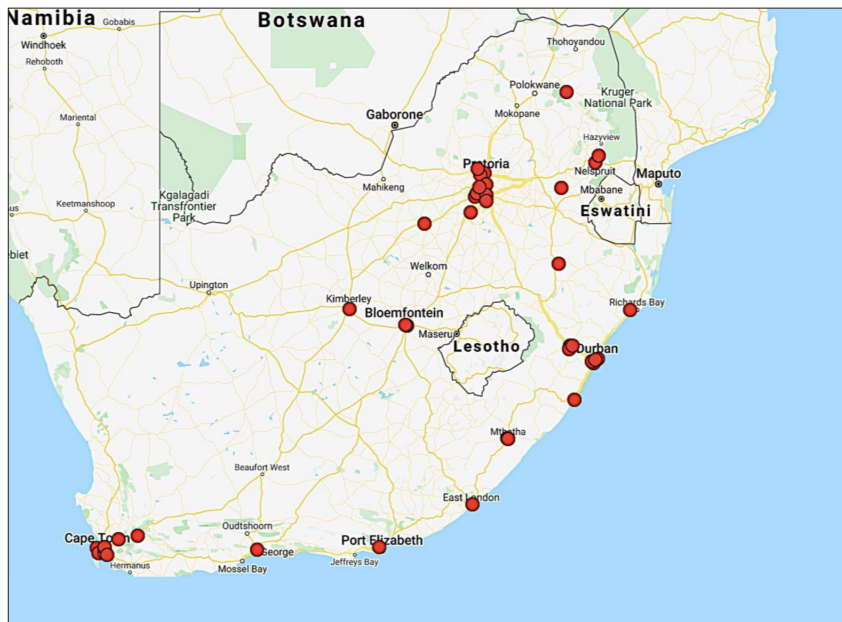 Namibia
Gobabis
Botswana
Windhoek
Rehoboth
Thohoyandou
Polokwane
Kruger
National Park
Mokopane
Mariental
Gaborone
Hazyview
Pretoria
Nelspruit
Maputo
Mahikeng
Mbabane
Kgalagadi
Transfrontier
Park
Keetmanshoop
Eswatini
ebiet
Welkom
Upington
Kimberley
Richards Bay
Bloemfontein
Maseru
Lesotho
Durban
Mthatha
Beaufort West
East London
Oudtshoorn
Cape Town
Port Elizabeth
George
Hermanus
Mossel Bay
Jeffreys Bay